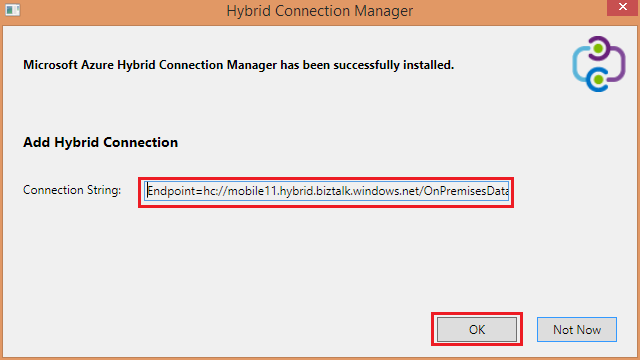 Hybrid Connection Manager
Microsoft Azure Hybrid Connection Manager has been successfully installed.
Add Hybrid Connection
Connection String: Endpoint=hc://mobile11.hybrid.biztalk.windows.net/OnPremisesData
OK Not Now